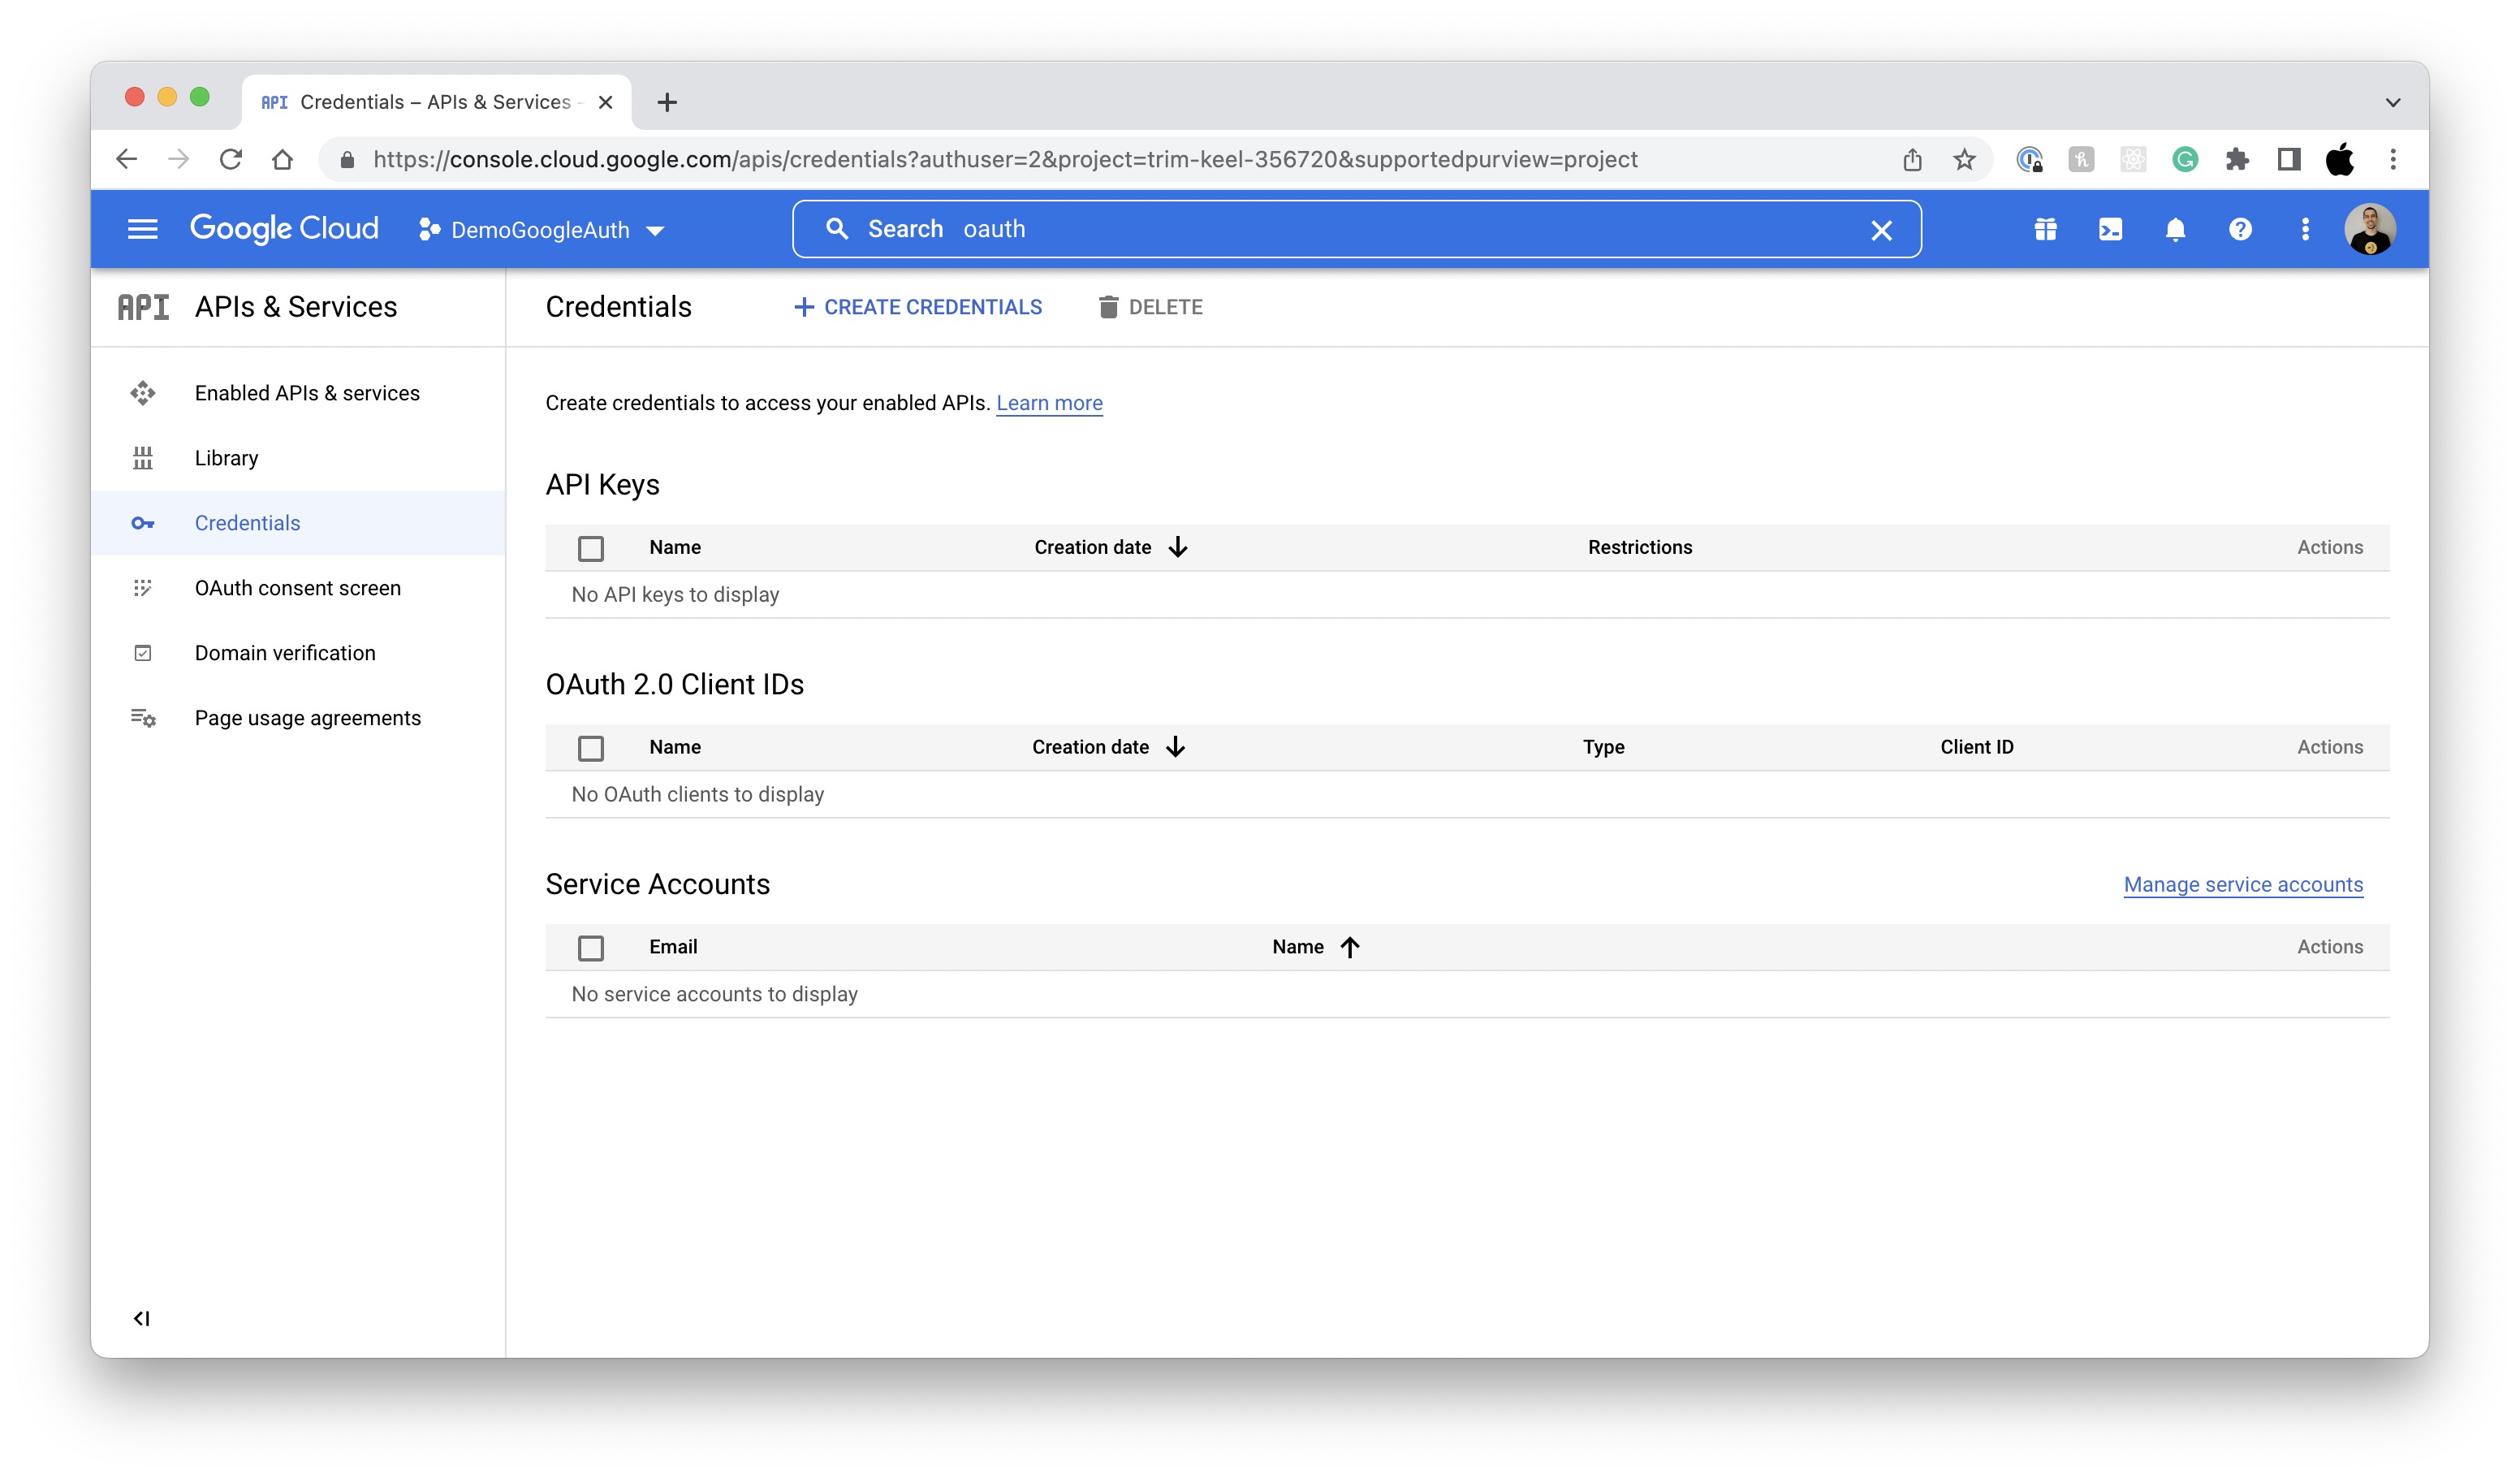 API Credentials – APIs & Services -
https://console.cloud.google.com/apis/credentials?authuser=2&project=trim-keel-356720&supportedpurview=project
Google Cloud DemoGoogleAuth Search oauth
API APIs & Services Credentials CREATE CREDENTIALS DELETE
Enabled APIs & services
Library
Credentials
OAuth consent screen
Domain verification
Page usage agreements
Create credentials to access your enabled APIs. Learn more
API Keys
Name Creation date Restrictions Actions
No API keys to display
OAuth 2.0 Client IDs
Name Creation date Type Client ID Actions
No OAuth clients to display
Service Accounts Manage service accounts
Email Name Actions
No service accounts to display